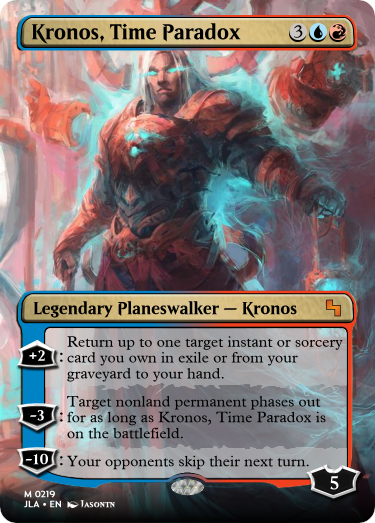 Kronos, Time Paradox 3
Legendary Planeswalker — Kronos
+2: Return up to one target instant or sorcery
card you own in exile or from your
graveyard to your hand.
-3: Target nonland permanent phases out
for as long as Kronos, Time Paradox is
on the battlefield.
-10: Your opponents skip their next turn.
5
M 0219
JLA • EN Jasontn